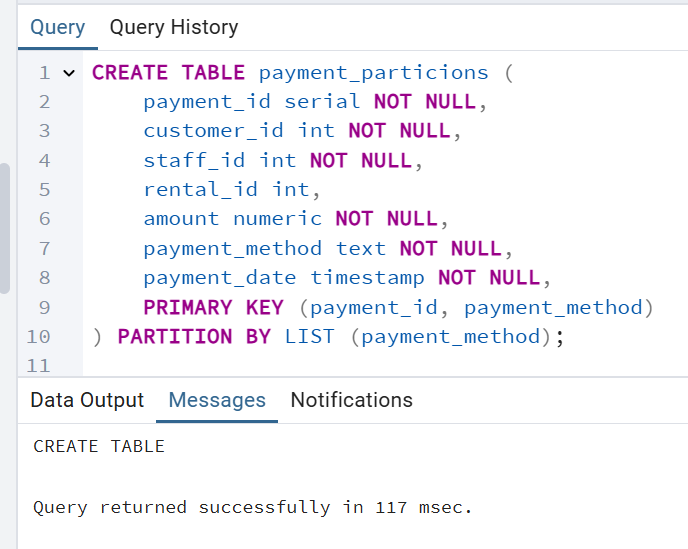 Query Query History
1 CREATE TABLE payment_particions (
2 payment_id serial NOT NULL,
3 customer_id int NOT NULL,
4 staff_id int NOT NULL,
5 rental_id int,
6 amount numeric NOT NULL,
7 payment_method text NOT NULL,
8 payment_date timestamp NOT NULL,
9 PRIMARY KEY (payment_id, payment_method)
10 ) PARTITION BY LIST (payment_method);
11
Data Output Messages Notifications
CREATE TABLE
Query returned successfully in 117 msec.